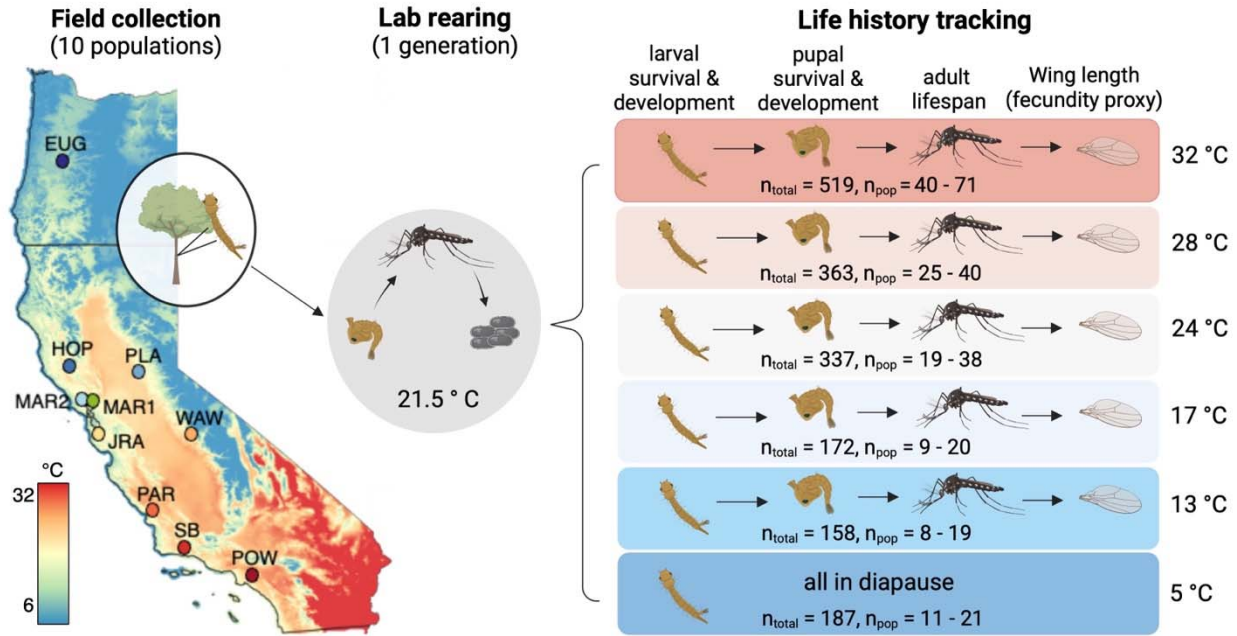 Field collection
(10 populations)
EUG
HOP
PLA
MAR2
MAR1
WAW
JRA
PAR
SB
POW
°C
32
6
Lab rearing
(1 generation)
21.5 ° C
Life history tracking
larval
survival &
development
pupal
survival &
development
adult
lifespan
Wing length
(fecundity proxy)
n_total = 519, n_pop = 40 - 71
32 °C
n_total = 363, n_pop = 25 - 40
28 °C
n_total = 337, n_pop = 19 - 38
24 °C
n_total = 172, n_pop = 9 - 20
17 °C
n_total = 158, n_pop = 8 - 19
13 °C
all in diapause
n_total = 187, n_pop = 11 - 21
5 °C